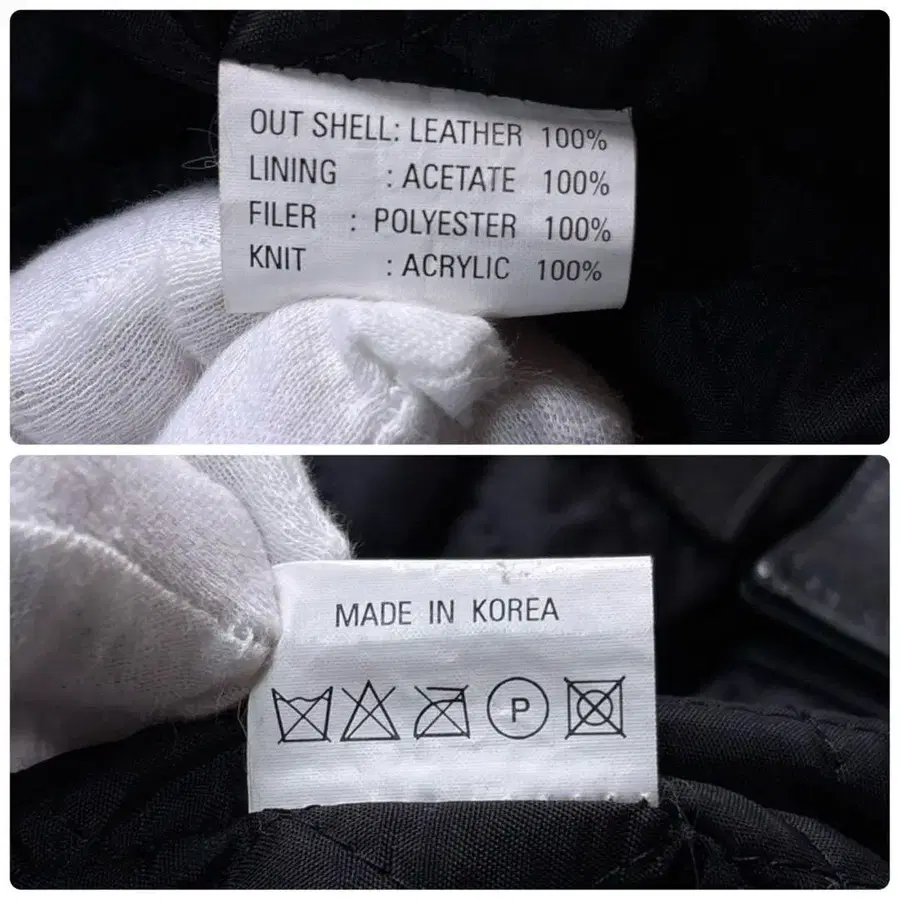 OUT SHELL: LEATHER 100%
LINING : ACETATE 100%
FILER : POLYESTER 100%
KNIT : ACRYLIC 100%
MADE IN KOREA
P